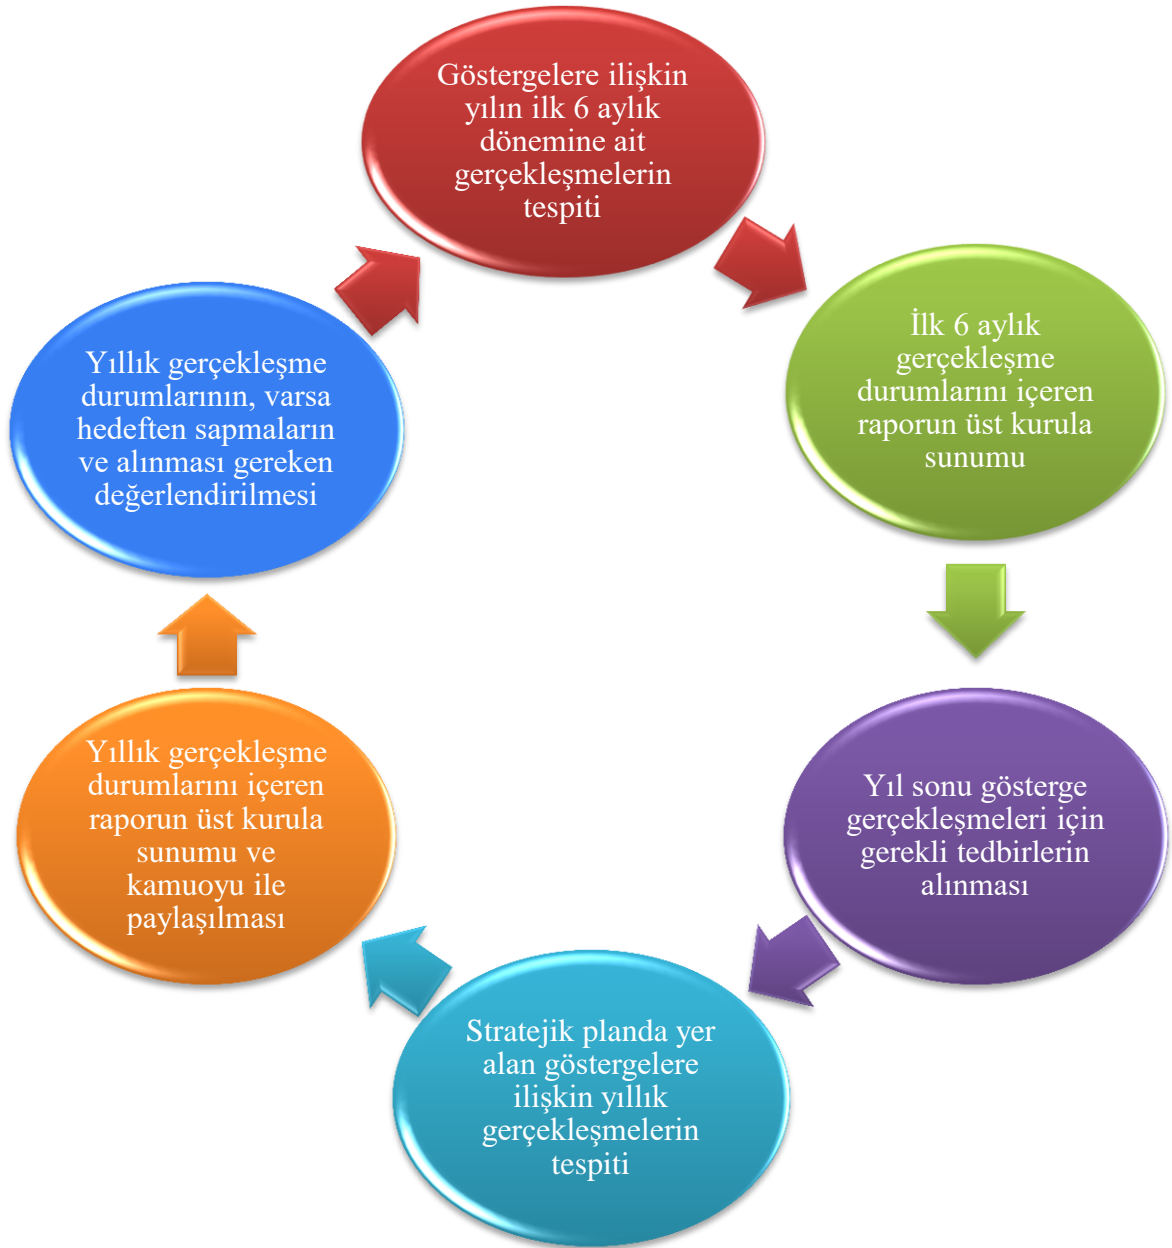 Göstergelere ilişkin
yılın ilk 6 aylık
dönemine ait
gerçekleşmelerin
tespiti
İlk 6 aylık
gerçekleşme
durumlarını içeren
raporun üst kurula
sunumu
Yıl sonu gösterge
gerçekleşmeleri için
gerekli tedbirlerin
alınması
Stratejik planda yer
alan göstergelere
ilişkin yıllık
gerçekleşmelerin
tespiti
Yıllık gerçekleşme
durumlarını içeren
raporun üst kurula
sunumu ve
kamuoyu ile
paylaşılması
Yıllık gerçekleşme
durumlarının, varsa
hedeften sapmaların
ve alınması gereken
değerlendirilmesi